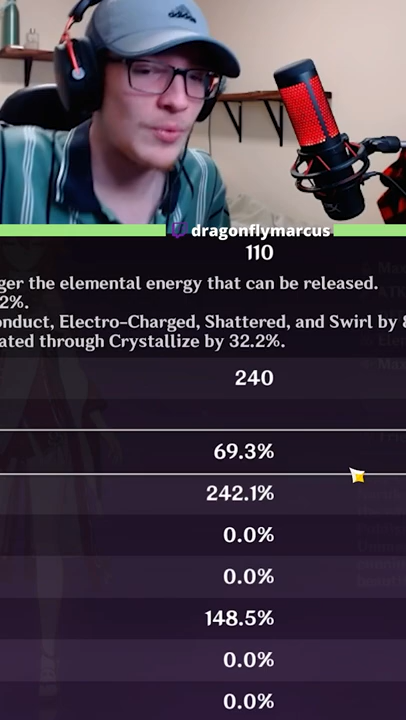 dragonflymarcus
110
ger the elemental energy that can be released.
2%.
onduct, Electro-Charged, Shattered, and Swirl by 8
ated through Crystallize by 32.2%.
240
69.3%
242.1%
0.0%
0.0%
148.5%
0.0%
0.0%